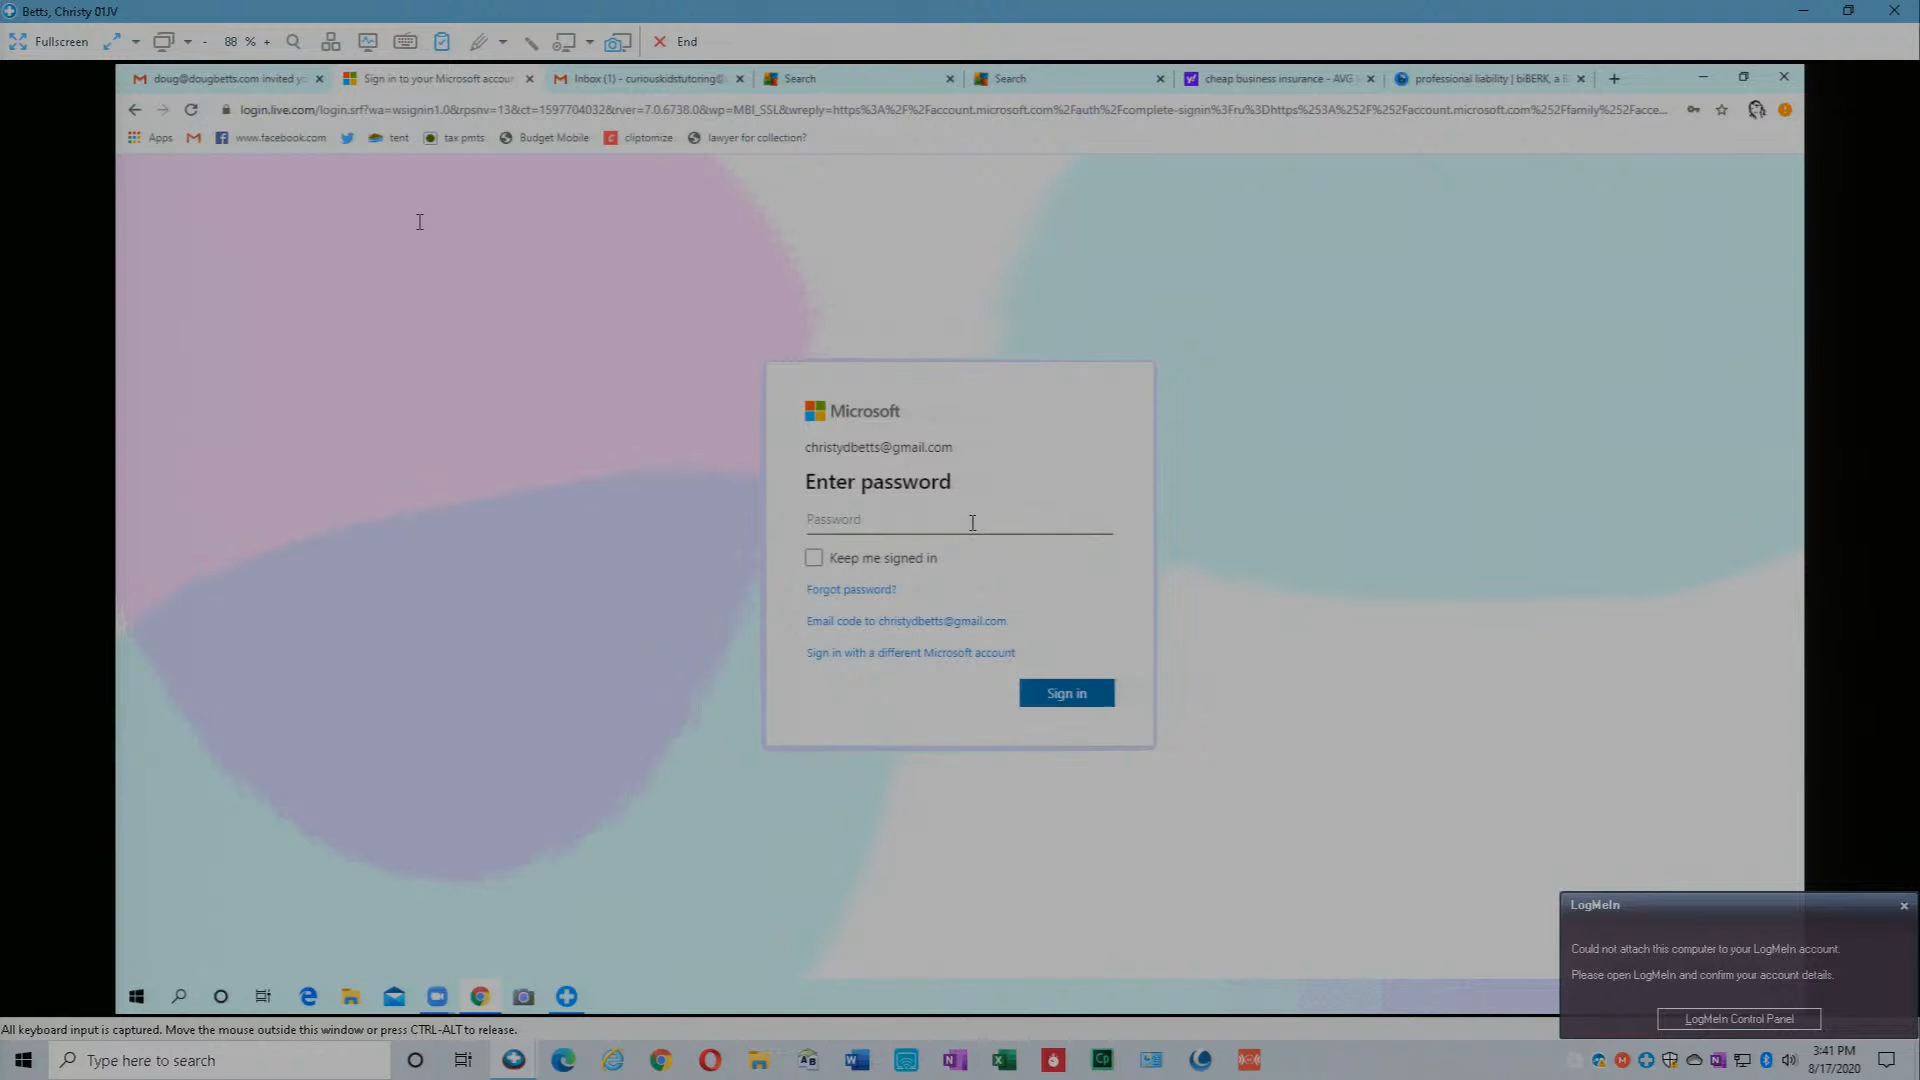 Betts, Christy 01JV
Fullscreen - 88 % + End
doug@dougbetts.com invited y
Sign in to your Microsoft accour
Inbox (1) - curiouskidstutoring@
Search
Search
cheap business insurance - AVG
professional liability | biBERK, a
login.live.com/login.srf?wa=wsignin1.0&rpsnv=13&ct=1597704032&rver=7.0.6738.0&wp=MBI_SSL&wreply=https%3A%2F%2Faccount.microsoft.com%2Fauth%2Fcomplete-signin%3Fru%3Dhttps%253A%252F%252Faccount.microsoft.com%252Ffamily%252Facce...
Apps www.facebook.com tent tax pmts Budget Mobile cliptomize lawyer for collection?
Microsoft
christydbetts@gmail.com
Enter password
Password
Keep me signed in
Forgot password?
Email code to christydbetts@gmail.com
Sign in with a different Microsoft account
Sign in
LogMeIn
Could not attach this computer to your LogMeIn account.
Please open LogMeIn and confirm your account details.
LogMeIn Control Panel
All keyboard input is captured. Move the mouse outside this window or press CTRL-ALT to release.
Type here to search
3:41 PM
8/17/2020